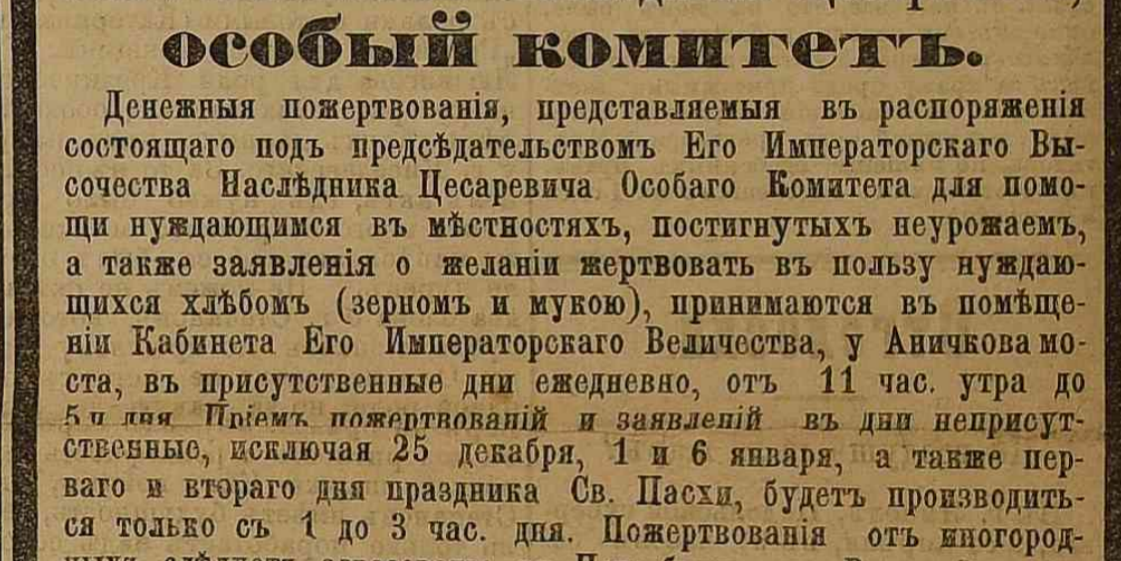 особый комитетъ.
Денежныя пожертвованія, представляемыя въ распоряженія
состоящаго подъ предсѣдательствомъ Его Императорскаго Вы-
сочества Наслѣдника Цесаревича Особаго Комитета для помо-
щи нуждающимся въ мѣстностяхъ, постигнутыхъ неурожаемъ,
а также заявленія о желаніи жертвовать въ пользу нуждаю-
щихся хлѣбомъ (зерномъ и мукою), принимаются въ помѣще-
ніи Кабинета Его Императорскаго Величества, у Аничкова мо-
ста, въ присутственные дни ежедневно, отъ 11 час. утра до
5 ч дня Пріемъ пожертвованій и заявленій въ дни неприсут-
ственные, исключая 25 декабря, 1 и 6 января, а также пер-
ваго и втораго дня праздника Св. Пасхи, будетъ производить-
ся только съ 1 до 3 час. дня. Пожертвованія отъ иногород-